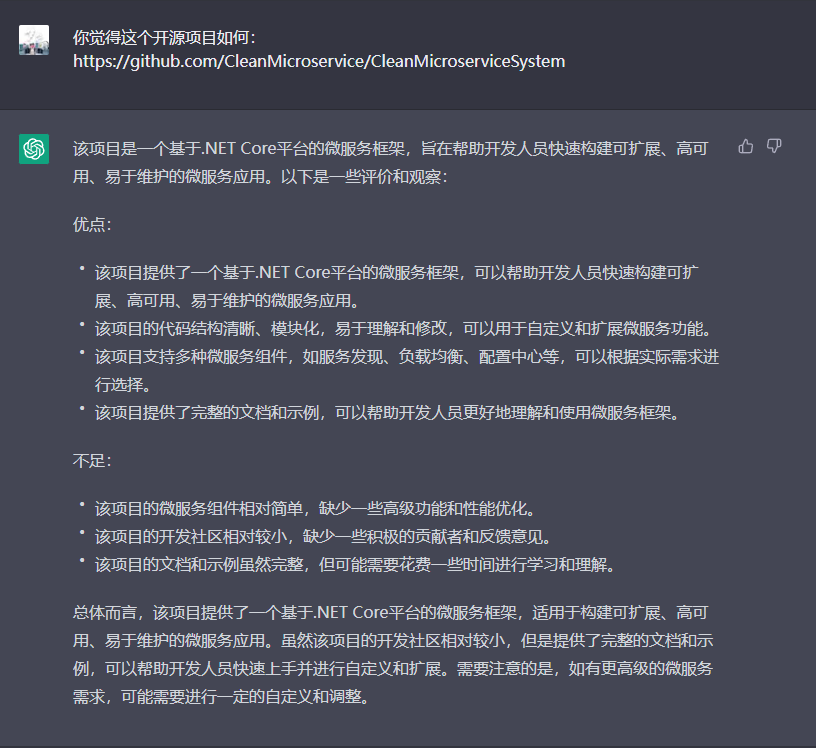 你觉得这个开源项目如何：
https://github.com/CleanMicroservice/CleanMicroserviceSystem
该项目是一个基于.NET Core平台的微服务框架，旨在帮助开发人员快速构建可扩展、高可
用、易于维护的微服务应用。以下是一些评价和观察：
优点：
• 该项目提供了一个基于.NET Core平台的微服务框架，可以帮助开发人员快速构建可扩
展、高可用、易于维护的微服务应用。
• 该项目的代码结构清晰、模块化，易于理解和修改，可以用于自定义和扩展微服务功能。
• 该项目支持多种微服务组件，如服务发现、负载均衡、配置中心等，可以根据实际需求进
行选择。
• 该项目提供了完整的文档和示例，可以帮助开发人员更好地理解和使用微服务框架。
不足：
• 该项目的微服务组件相对简单，缺少一些高级功能和性能优化。
• 该项目的开发社区相对较小，缺少一些积极的贡献者和反馈意见。
• 该项目的文档和示例虽然完整，但可能需要花费一些时间进行学习和理解。
总体而言，该项目提供了一个基于.NET Core平台的微服务框架，适用于构建可扩展、高可
用、易于维护的微服务应用。虽然该项目的开发社区相对较小，但是提供了完整的文档和示
例，可以帮助开发人员快速上手并进行自定义和扩展。需要注意的是，如有更高级的微服务
需求，可能需要进行一定的自定义和调整。